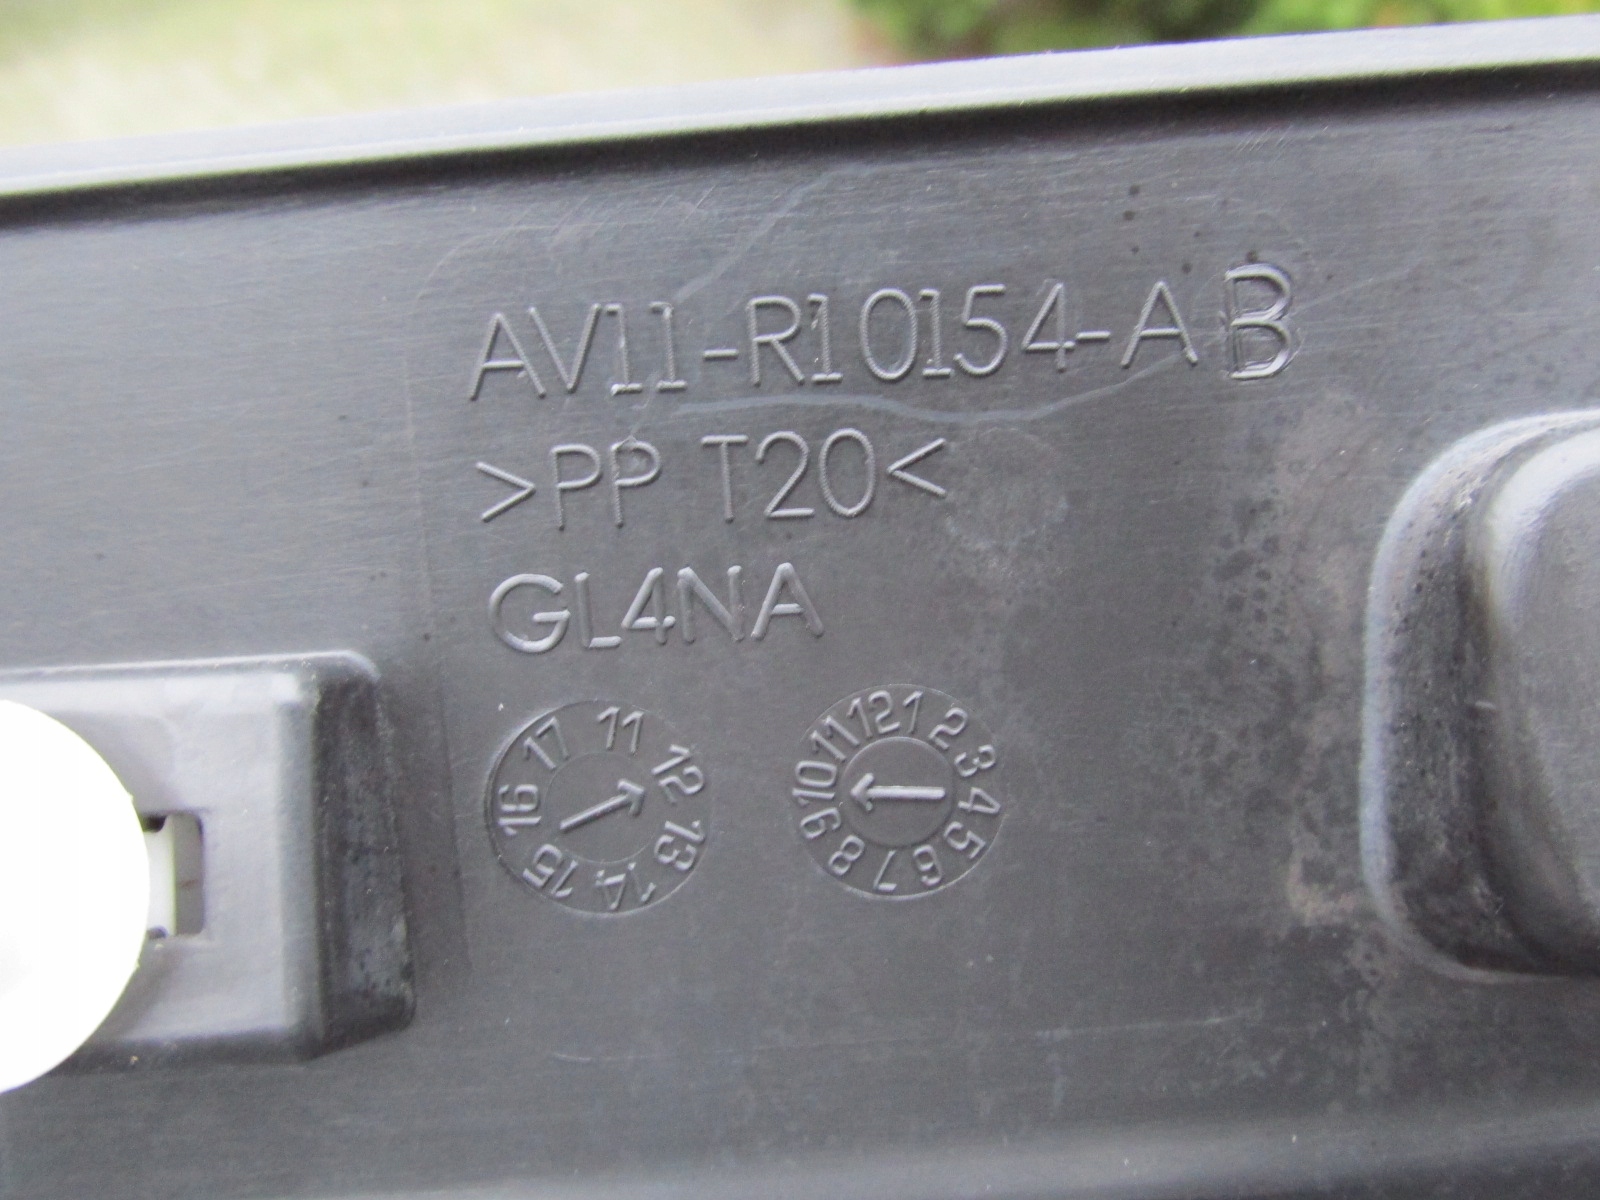 AV11-R10154-AB
>PP T20<
GL4NA
11 12 13 14 15 16 17
1 2 3 4 5 6 7 8 9 10 11 12